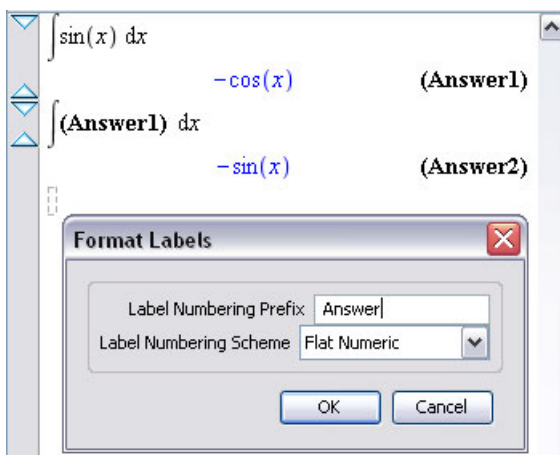 ∫sin(x) dx
−cos(x) (Answer1)
∫(Answer1) dx
−sin(x) (Answer2)
Format Labels
Label Numbering Prefix Answer
Label Numbering Scheme Flat Numeric
OK Cancel